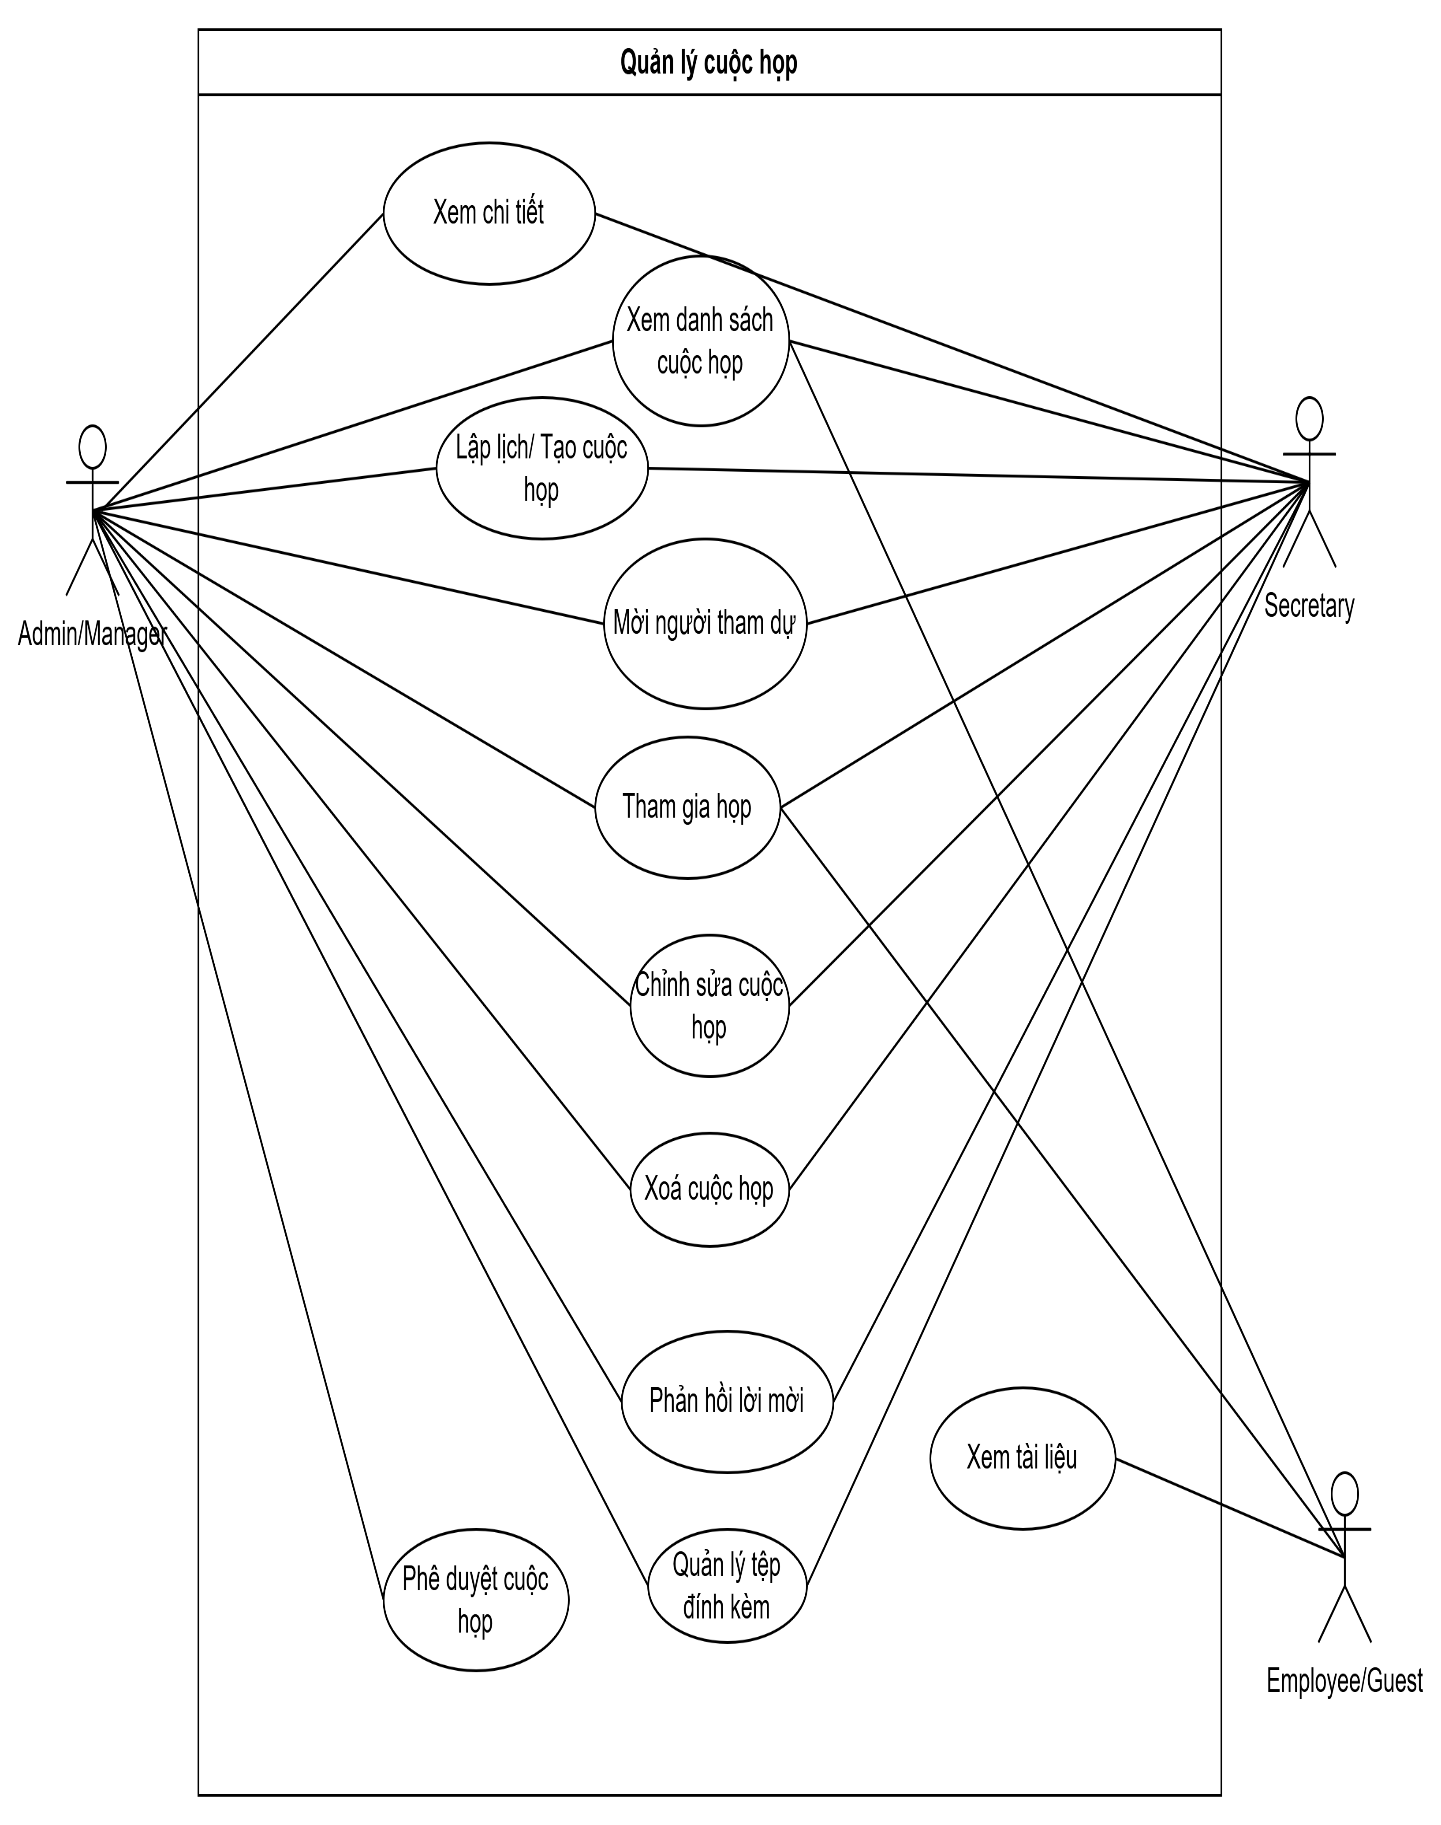 Quản lý cuộc họp
Xem chi tiết
Xem danh sách
cuộc họp
Lập lịch/ Tạo cuộc
họp
Admin/Manager
Secretary
Mời người tham dự
Tham gia họp
Chỉnh sửa cuộc
họp
Xoá cuộc họp
Phản hồi lời mời
Xem tài liệu
Phê duyệt cuộc
họp
Quản lý tệp
đính kèm
Employee/Guest